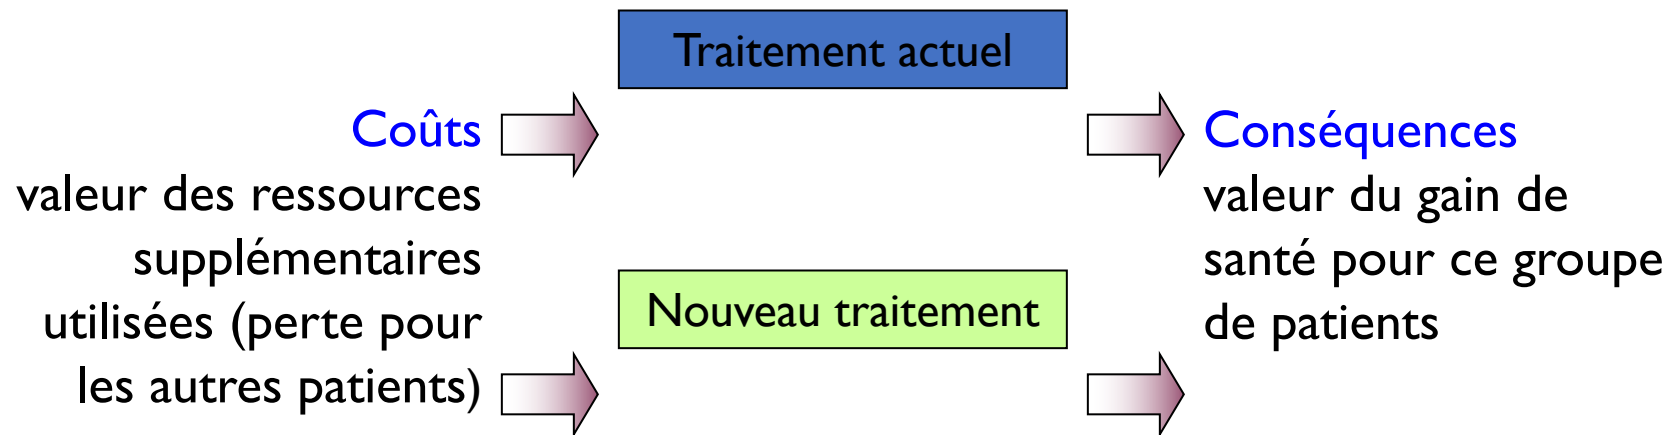 Traitement actuel
Coûts
valeur des ressources
supplémentaires
utilisées (perte pour
les autres patients)
Nouveau traitement
Conséquences
valeur du gain de
santé pour ce groupe
de patients